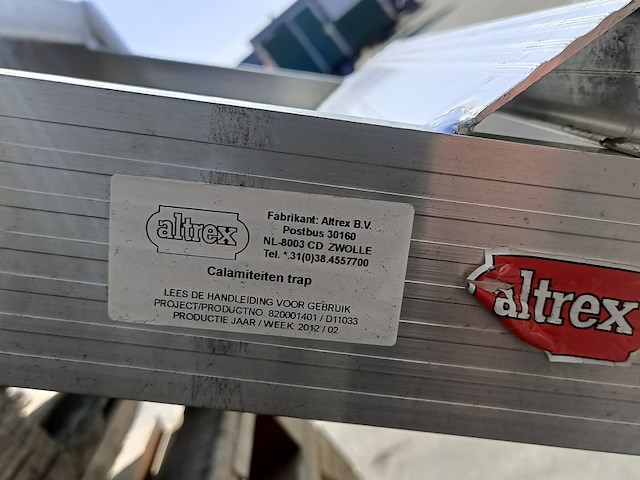 altrex
Fabrikant: Altrex B.V.
Postbus 30160
NL-8003 CD ZWOLLE
Tel. *.31(0)38.4557700
Calamiteiten trap
LEES DE HANDLEIDING VOOR GEBRUIK
PROJECT/PRODUCTNO. 820001401 / D11033
PRODUCTIE JAAR / WEEK: 2012 / 02
altrex